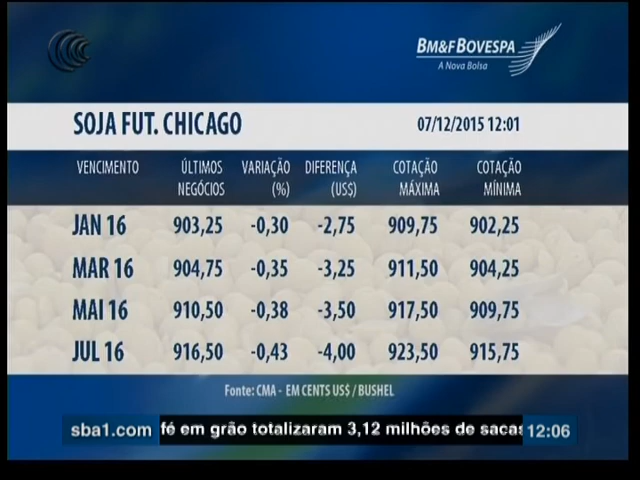 BM&FBOVESPA
A Nova Bolsa
SOJA FUT. CHICAGO 07/12/2015 12:01
VENCIMENTO ÚLTIMOS NEGÓCIOS VARIAÇÃO (%) DIFERENÇA (US$) COTAÇÃO MÁXIMA COTAÇÃO MÍNIMA
JAN 16 903,25 -0,30 -2,75 909,75 902,25
MAR 16 904,75 -0,35 -3,25 911,50 904,25
MAI 16 910,50 -0,38 -3,50 917,50 909,75
JUL 16 916,50 -0,43 -4,00 923,50 915,75
Fonte: CMA - EM CENTS US$ / BUSHEL
sba1.com fé em grão totalizaram 3,12 milhões de sacas 12:06